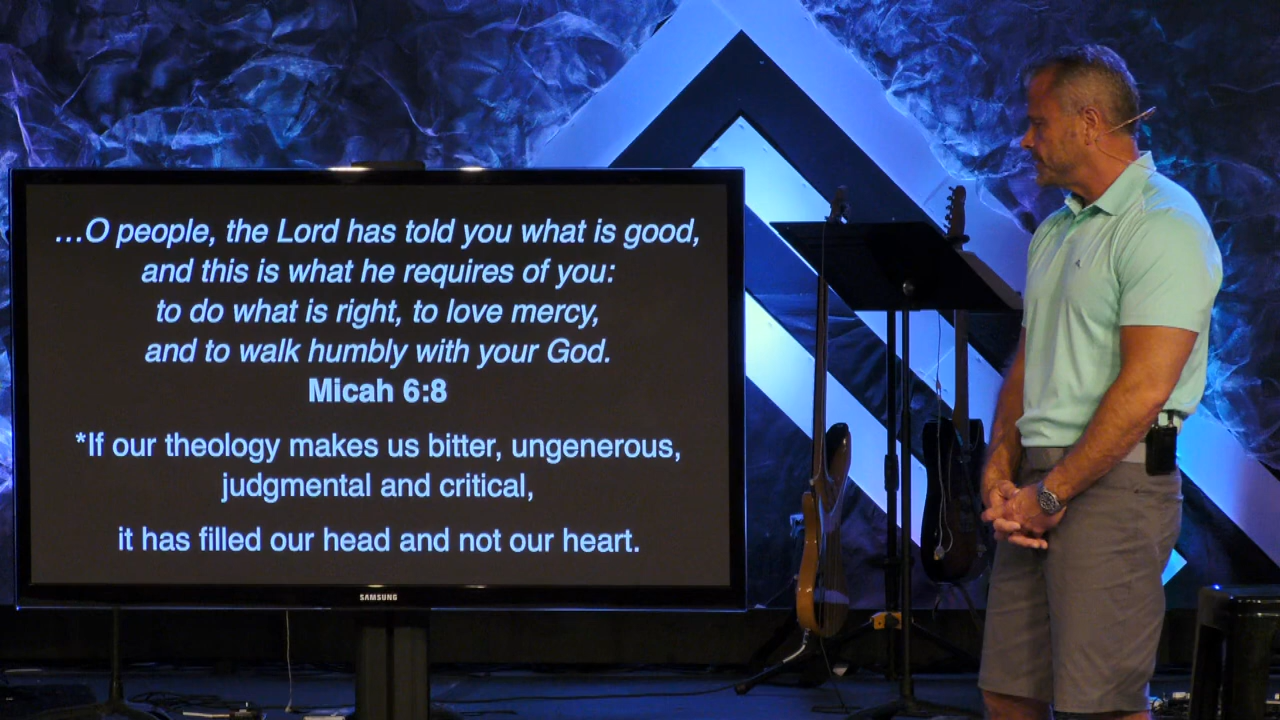 ...O people, the Lord has told you what is good,
and this is what he requires of you:
to do what is right, to love mercy,
and to walk humbly with your God.
Micah 6:8
*If our theology makes us bitter, ungenerous,
judgmental and critical,
it has filled our head and not our heart.
SAMSUNG